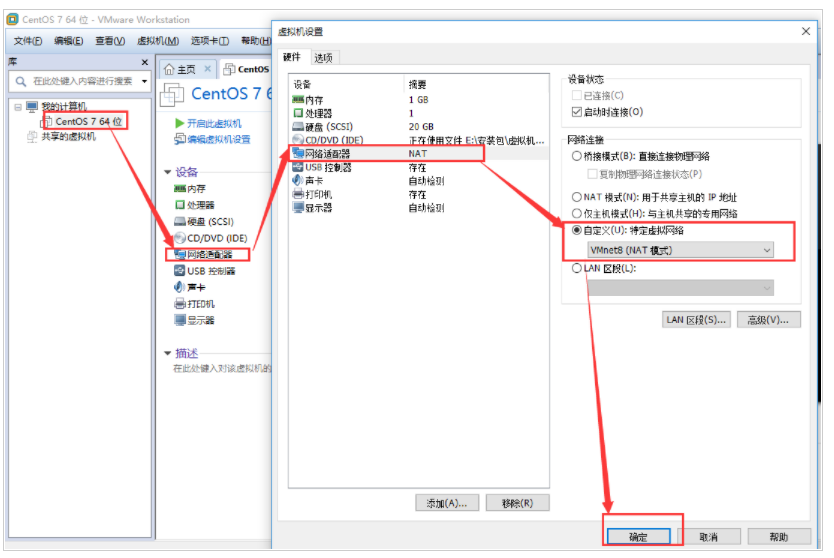 CentOS 7 64 位 - VMware Workstation
文件(F) 编辑(E) 查看(V) 虚拟机(M) 选项卡(T) 帮助(H)
库
在此处键入内容进行搜索
我的计算机
CentOS 7 64 位
共享的虚拟机
主页 CentOS
CentOS 7 6
开启此虚拟机
编辑虚拟机设置
设备
内存
处理器
硬盘 (SCSI)
CD/DVD (IDE)
网络适配器
USB 控制器
声卡
打印机
显示器
描述
在此处键入对该虚拟机的
虚拟机设置
硬件 选项
设备 摘要
内存 1 GB
处理器 1
硬盘 (SCSI) 20 GB
CD/DVD (IDE) 正在使用文件 E:\安装包\虚拟机...
网络适配器 NAT
USB 控制器 存在
声卡 自动检测
打印机 存在
显示器 自动检测
添加(A)... 移除(R)
设备状态
已连接(C)
启动时连接(O)
网络连接
桥接模式(B): 直接连接物理网络
复制物理网络连接状态(P)
NAT 模式(N): 用于共享主机的 IP 地址
仅主机模式(H): 与主机共享的专用网络
自定义(U): 特定虚拟网络
VMnet8 (NAT 模式)
LAN 区段(L):
LAN 区段(S)... 高级(V)...
确定 取消 帮助